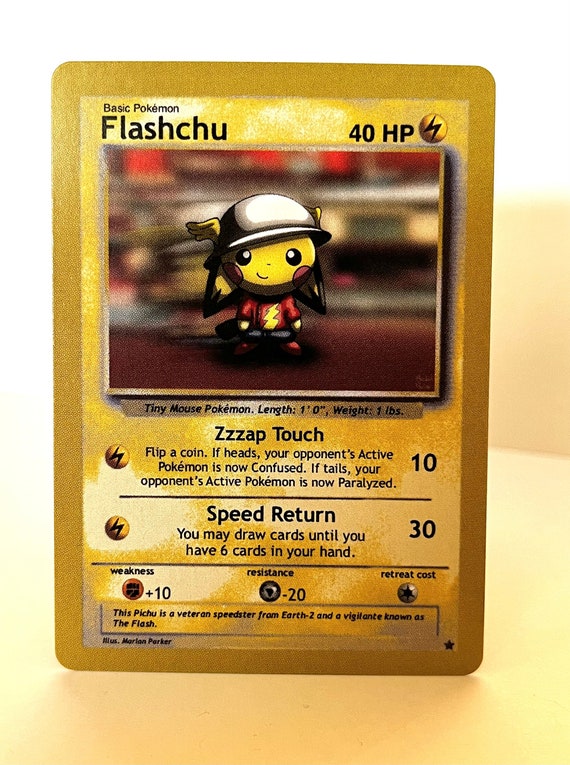 Basic Pokémon
Flashchu 40 HP
Tiny Mouse Pokémon. Length: 1' 0", Weight: 1 lbs.
Zzzap Touch
Flip a coin. If heads, your opponent's Active
Pokémon is now Confused. If tails, your
opponent's Active Pokémon is now Paralyzed.
10
Speed Return
You may draw cards until you
have 6 cards in your hand.
30
weakness resistance retreat cost
+10 -20
This Pichu is a veteran speedster from Earth-2 and a vigilante known as
The Flash.
Illus. Marlan Parker